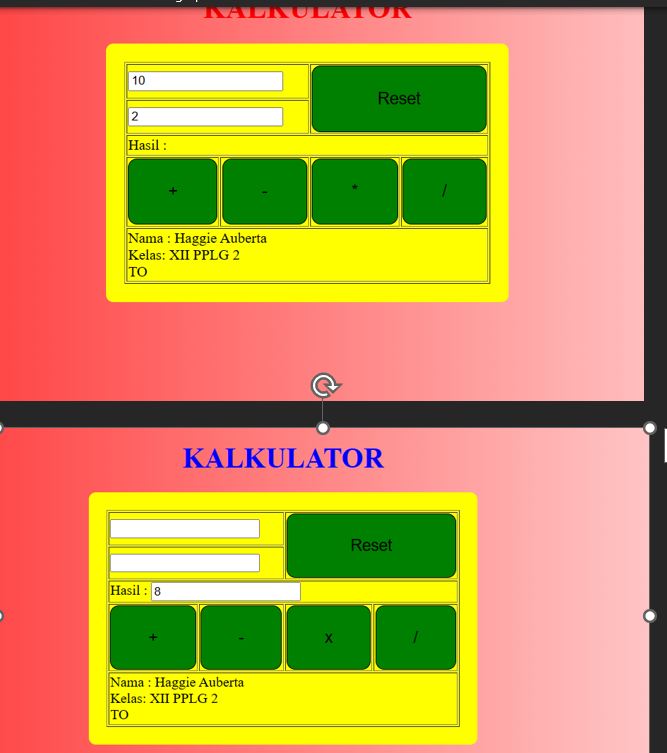 KALKULATOR
10
Reset
2
Hasil :
+ - * /
Nama : Haggie Auberta
Kelas: XII PPLG 2
TO
KALKULATOR
Reset
Hasil : 8
+ - x /
Nama : Haggie Auberta
Kelas: XII PPLG 2
TO